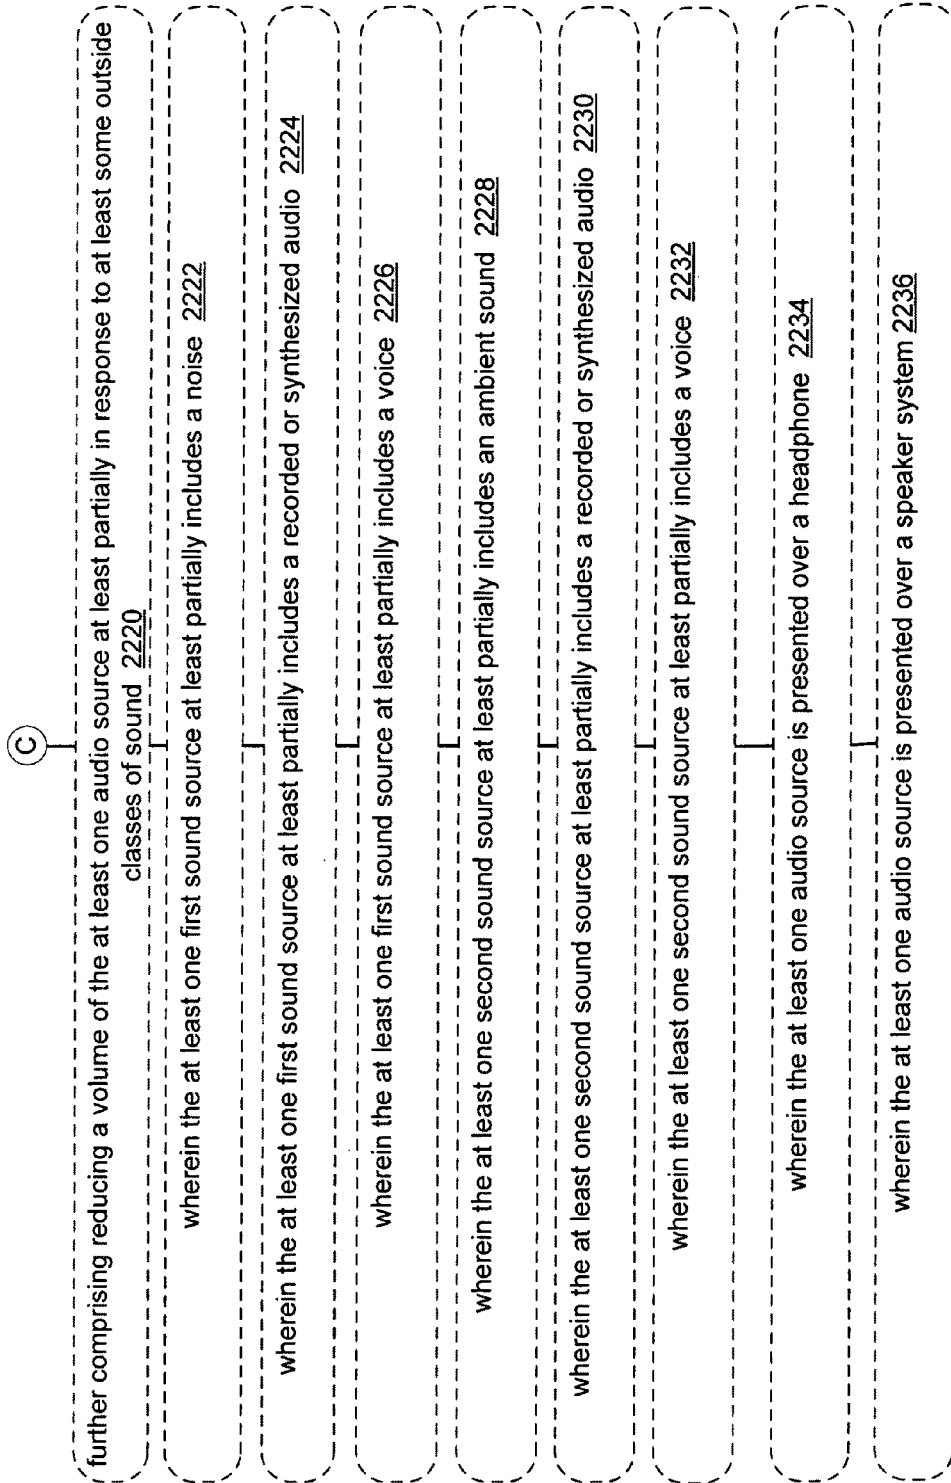 C
further comprising reducing a volume of the at least one audio source at least partially in response to at least some outside
classes of sound 2220
wherein the at least one first sound source at least partially includes a noise 2222
wherein the at least one first sound source at least partially includes a recorded or synthesized audio 2224
wherein the at least one first sound source at least partially includes a voice 2226
wherein the at least one second sound source at least partially includes an ambient sound 2228
wherein the at least one second sound source at least partially includes a recorded or synthesized audio 2230
wherein the at least one second sound source at least partially includes a voice 2232
wherein the at least one audio source is presented over a headphone 2234
wherein the at least one audio source is presented over a speaker system 2236